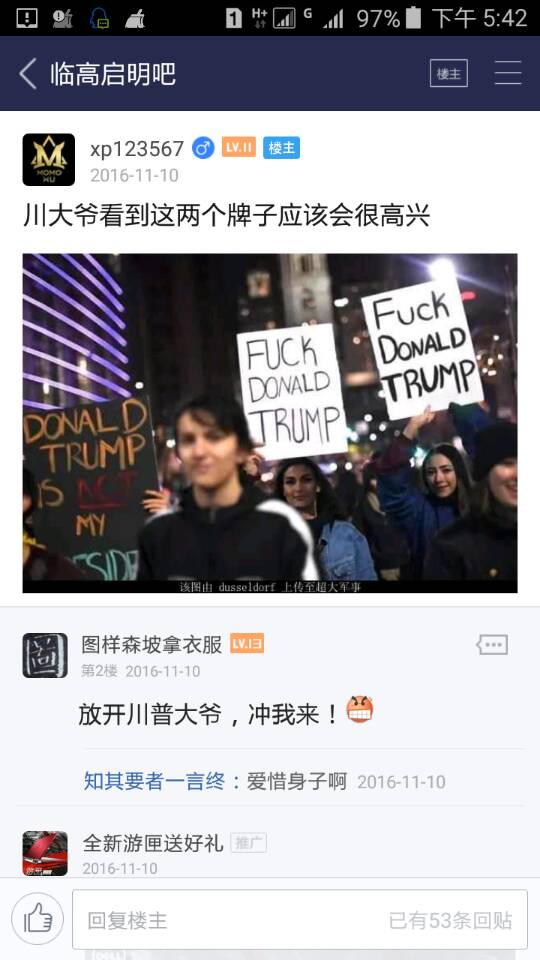 1 H+ G 97% 下午 5:42
临高启明吧 楼主
MOMO
WU
xp123567 LV.11 楼主
2016-11-10
川大爷看到这两个牌子应该会很高兴
FUCK
DONALD
TRUMP
Fuck
DONALD
TRUMP
DONALD
TRUMP
IS NOT
MY
ESIDE
该图由 dusseldorf 上传至超大军事
图样森坡拿衣服 LV.13
第2楼 2016-11-10
放开川普大爷，冲我来！
知其要者一言终：爱惜身子啊 2016-11-10
全新游匣送好礼 推广
2016-11-10
回复楼主 已有53条回贴
DELL